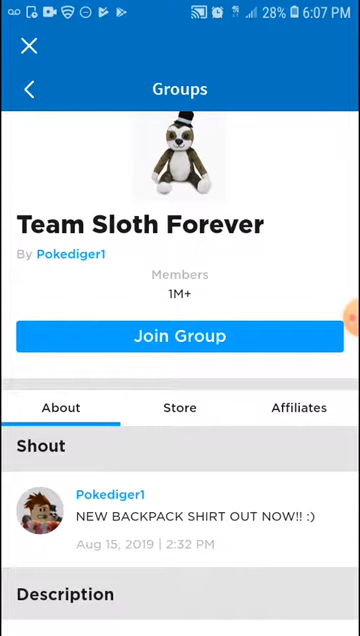 28% 6:07 PM
Groups
Team Sloth Forever
By Pokediger1
Members
1M+
Join Group
About Store Affiliates
Shout
Pokediger1
NEW BACKPACK SHIRT OUT NOW!! :)
Aug 15, 2019 | 2:32 PM
Description